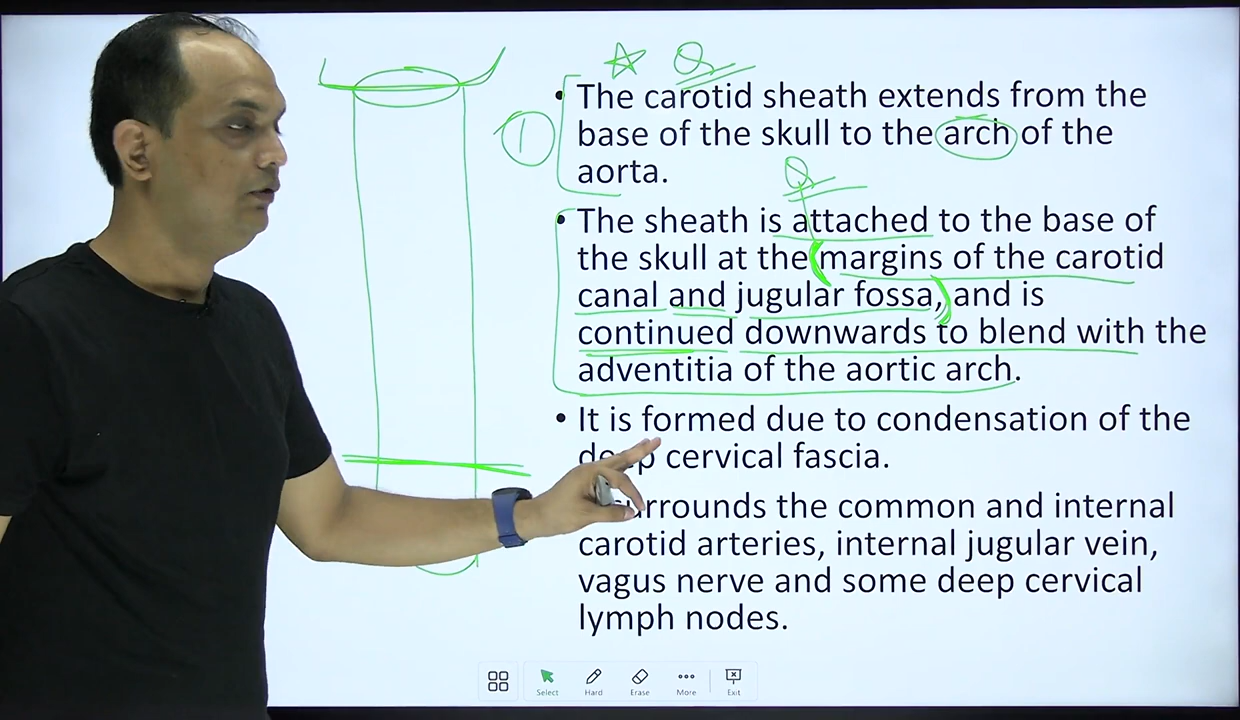 Q
• The carotid sheath extends from the
1
base of the skull to the arch of the
aorta.
Q
• The sheath is attached to the base of
the skull at the (margins of the carotid
canal and jugular fossa,) and is
continued downwards to blend with the
adventitia of the aortic arch.
• It is formed due to condensation of the
deep cervical fascia.
surrounds the common and internal
carotid arteries, internal jugular vein,
vagus nerve and some deep cervical
lymph nodes.
Select Hard Erase More Exit